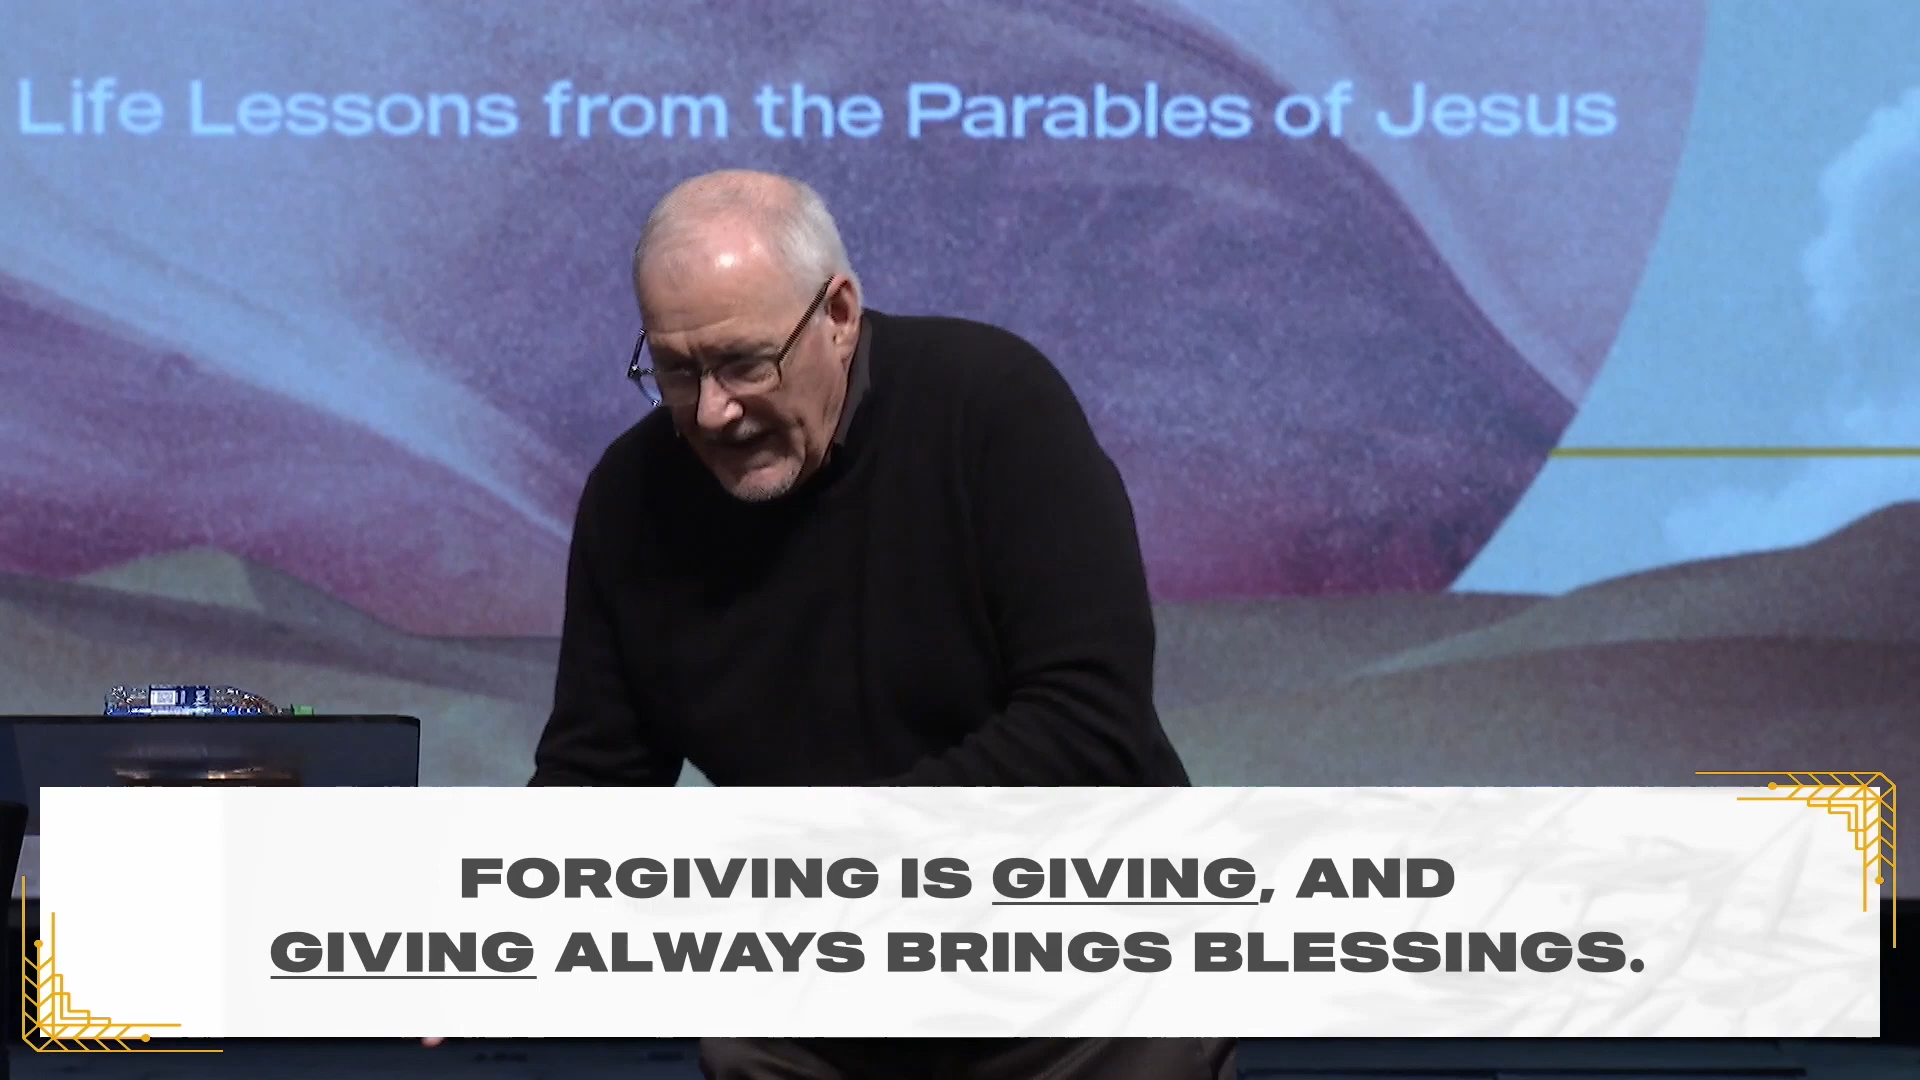 Life Lessons from the Parables of Jesus
FORGIVING IS GIVING, AND
GIVING ALWAYS BRINGS BLESSINGS.